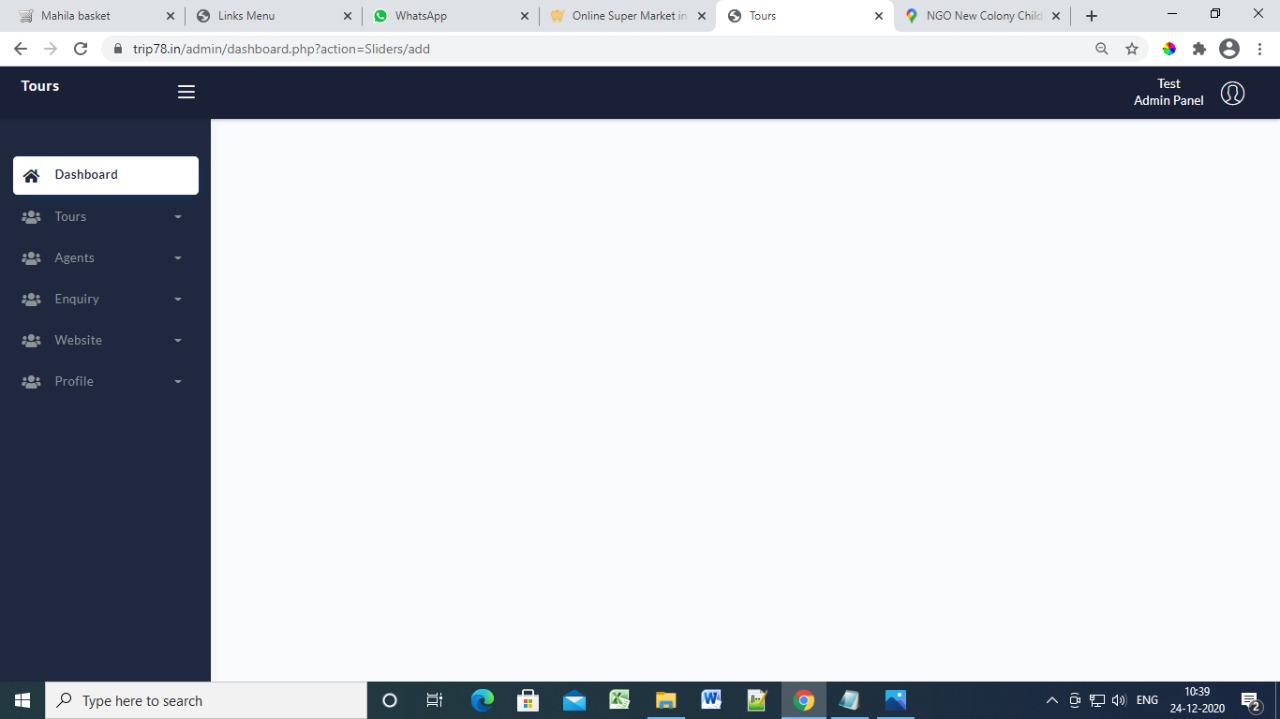 Mahila basket
Links Menu
WhatsApp
Online Super Market in
Tours
NGO New Colony Child
trip78.in/admin/dashboard.php?action=Sliders/add
Tours
Test
Admin Panel
Dashboard
Tours
Agents
Enquiry
Website
Profile
Type here to search
ENG
10:39
24-12-2020
2